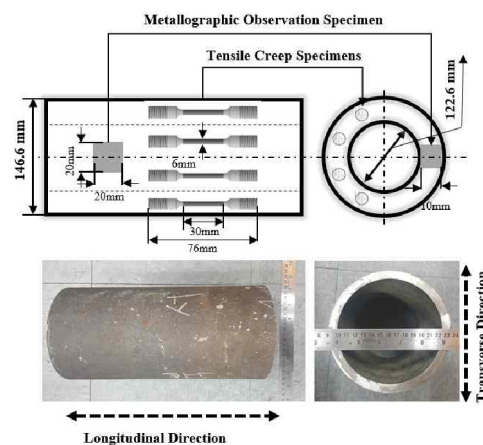 Metallographic Observation Specimen
Tensile Creep Specimens
122.6 mm
146.6 mm
20mm
6mm
20mm
10mm
30mm
76mm
Transverse Direction
Longitudinal Direction